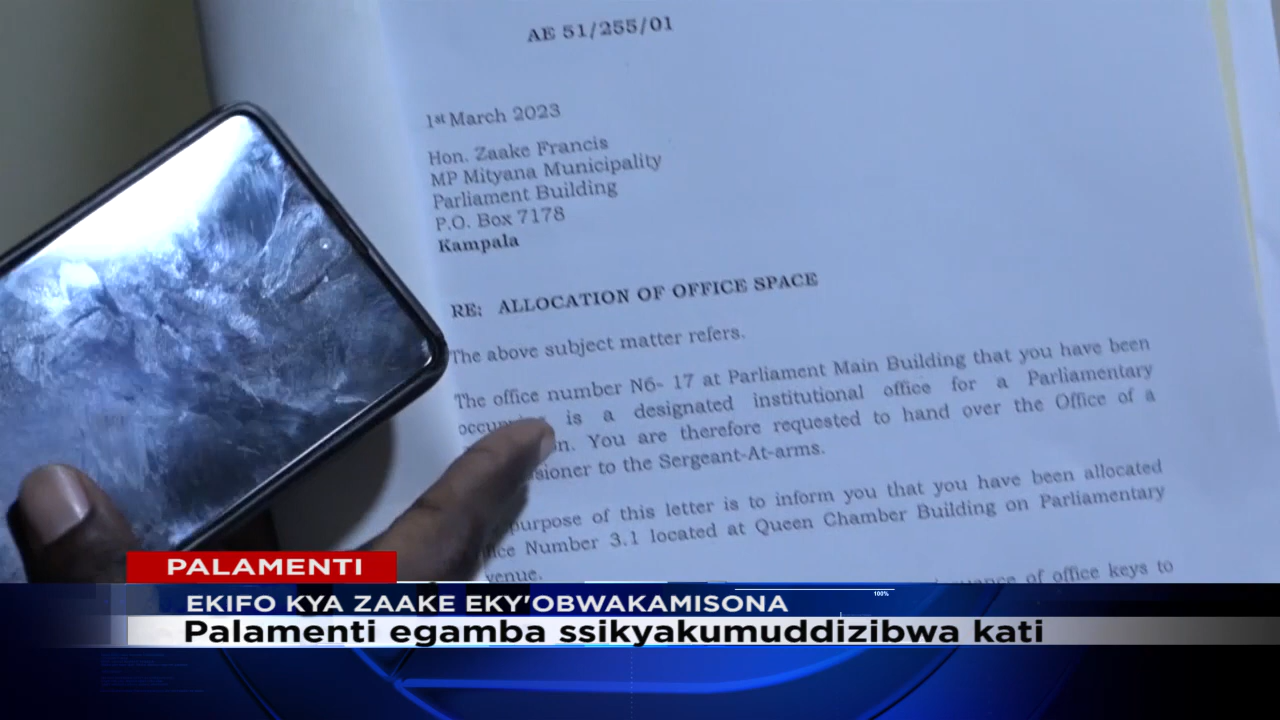 AE 51/255/01
1st March 2023
Hon. Zaake Francis
MP Mityana Municipality
Parliament Building
P.O. Box 7178
Kampala
RE: ALLOCATION OF OFFICE SPACE
The above subject matter refers.
The office number N6- 17 at Parliament Main Building that you have been
is a designated institutional office for a Parliamentary
You are therefore requested to hand over the Office of a
to the Sergeant-At-arms.
purpose of this letter is to inform you that you have been allocated
Number 3.1 located at Queen Chamber Building on Parliamentary
of office keys to
PALAMENTI
EKIFO KYA ZAAKE EKY'OBWAKAMISONA
100%
Palamenti egamba ssikyakumuddizibwa kati